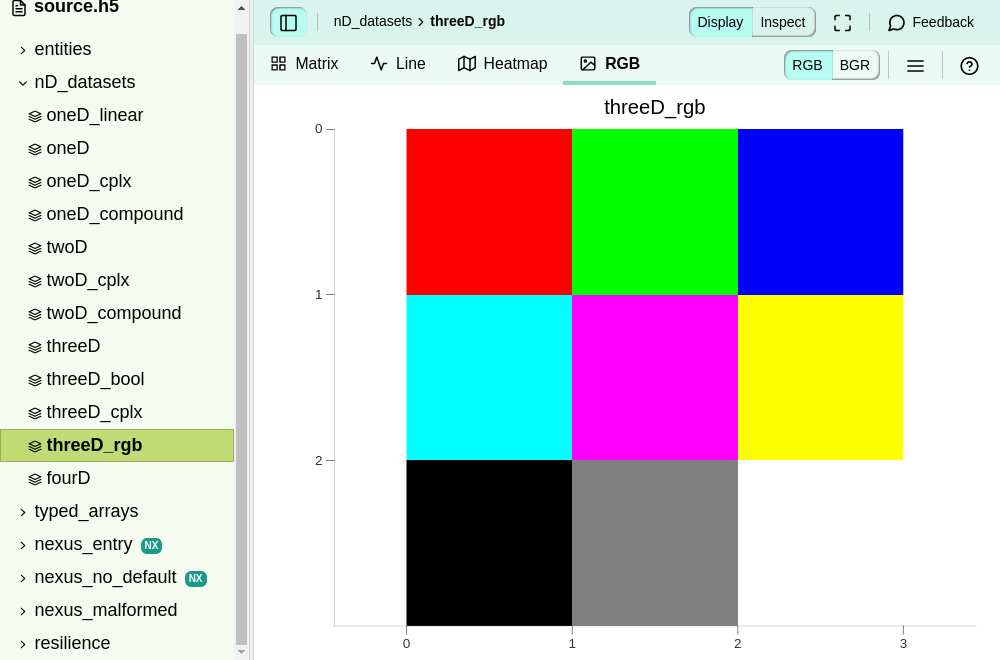 source.h5
entities
nD_datasets
oneD_linear
oneD
oneD_cplx
oneD_compound
twoD
twoD_cplx
twoD_compound
threeD
threeD_bool
threeD_cplx
threeD_rgb
fourD
typed_arrays
nexus_entry NX
nexus_no_default NX
nexus_malformed
resilience
nD_datasets › threeD_rgb
Display Inspect
Feedback
Matrix Line Heatmap RGB
RGB BGR
threeD_rgb
0
1
2
0 1 2 3